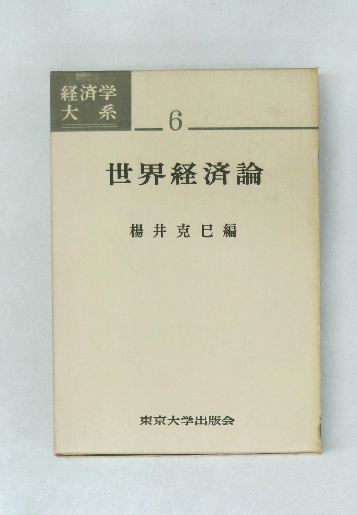 経済学
大系
6
世界経済論
楊井克巳編
東京大学出版会